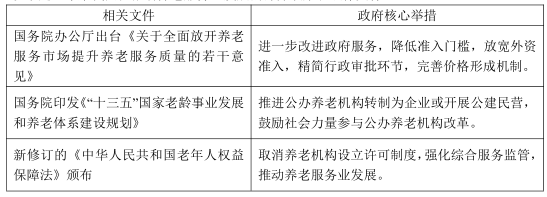 相关文件 政府核心举措
国务院办公厅出台《关于全面放开养老
服务市场提升养老服务质量的若干意
见》
进一步改进政府服务，降低准入门槛，放宽外资
准入，精简行政审批环节，完善价格形成机制。
国务院印发《“十三五”国家老龄事业发展
和养老体系建设规划》
推进公办养老机构转制为企业或开展公建民营，
鼓励社会力量参与公办养老机构改革。
新修订的《中华人民共和国老年人权益
保障法》颁布
取消养老机构设立许可制度，强化综合服务监管，
推动养老服务业发展。